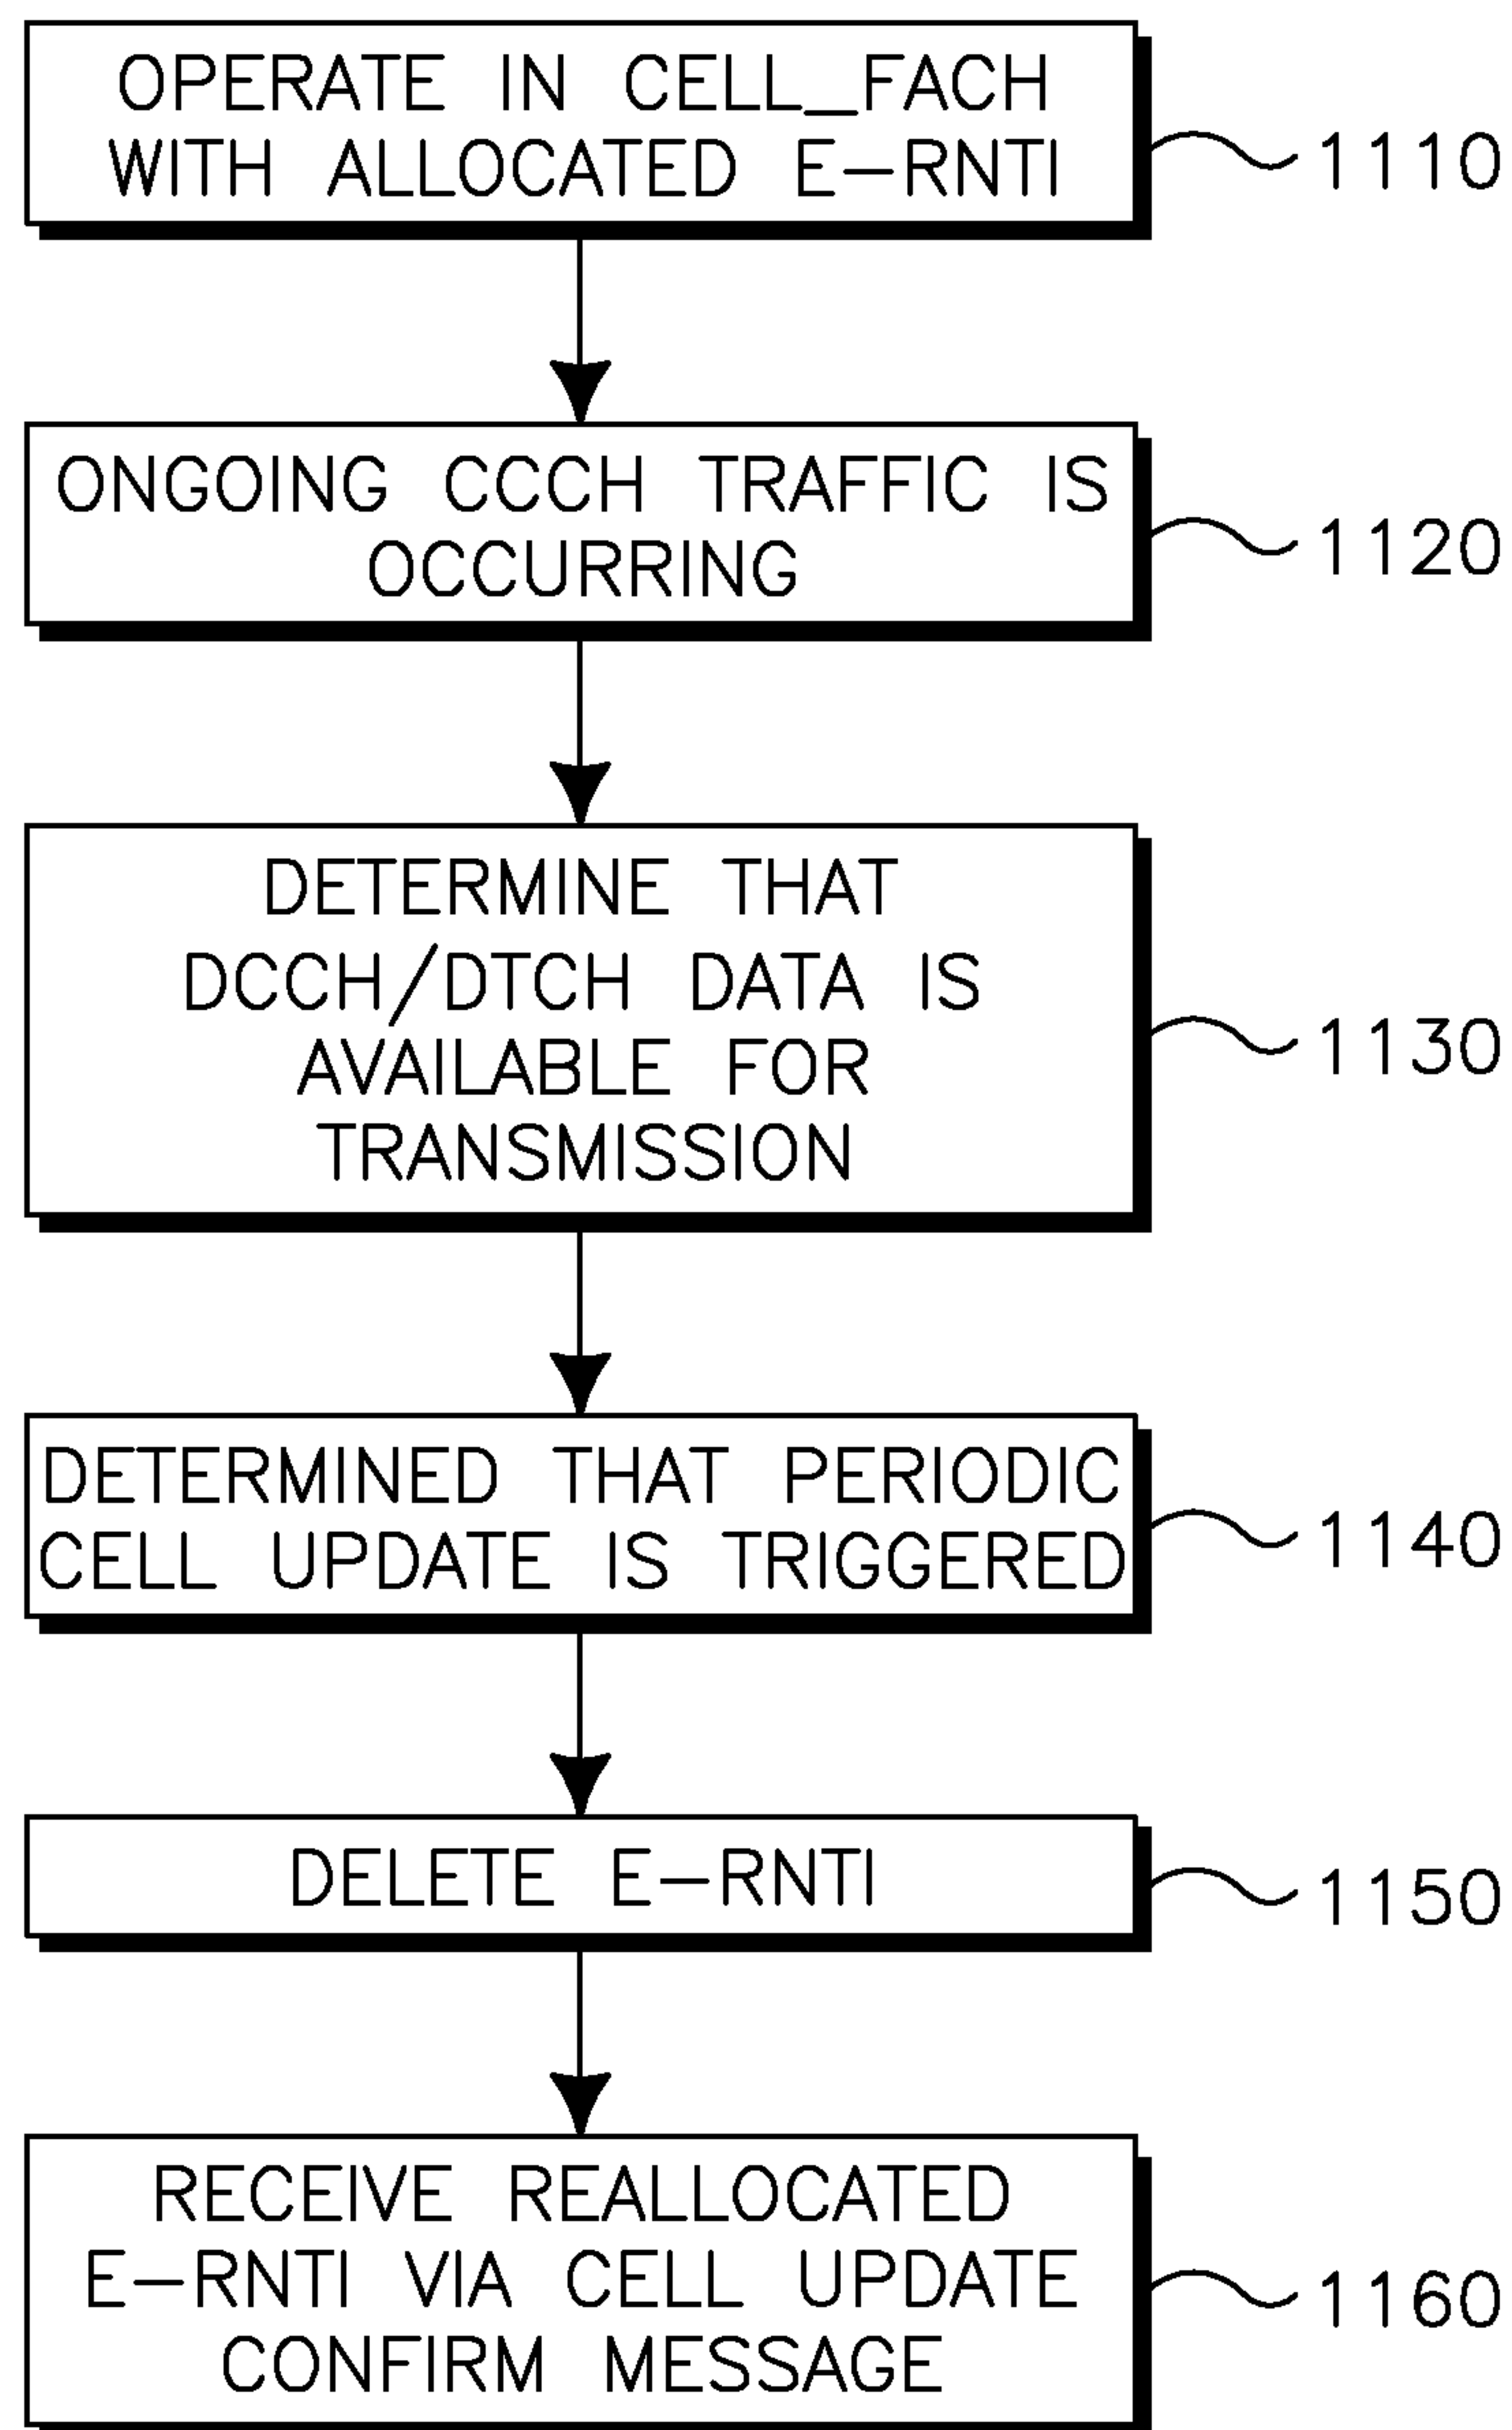 OPERATE IN CELL_FACH
WITH ALLOCATED E-RNTI
1110
ONGOING CCCH TRAFFIC IS
OCCURRING
1120
DETERMINE THAT
DCCH/DTCH DATA IS
AVAILABLE FOR
TRANSMISSION
1130
DETERMINED THAT PERIODIC
CELL UPDATE IS TRIGGERED
1140
DELETE E-RNTI
1150
RECEIVE REALLOCATED
E-RNTI VIA CELL UPDATE
CONFIRM MESSAGE
1160